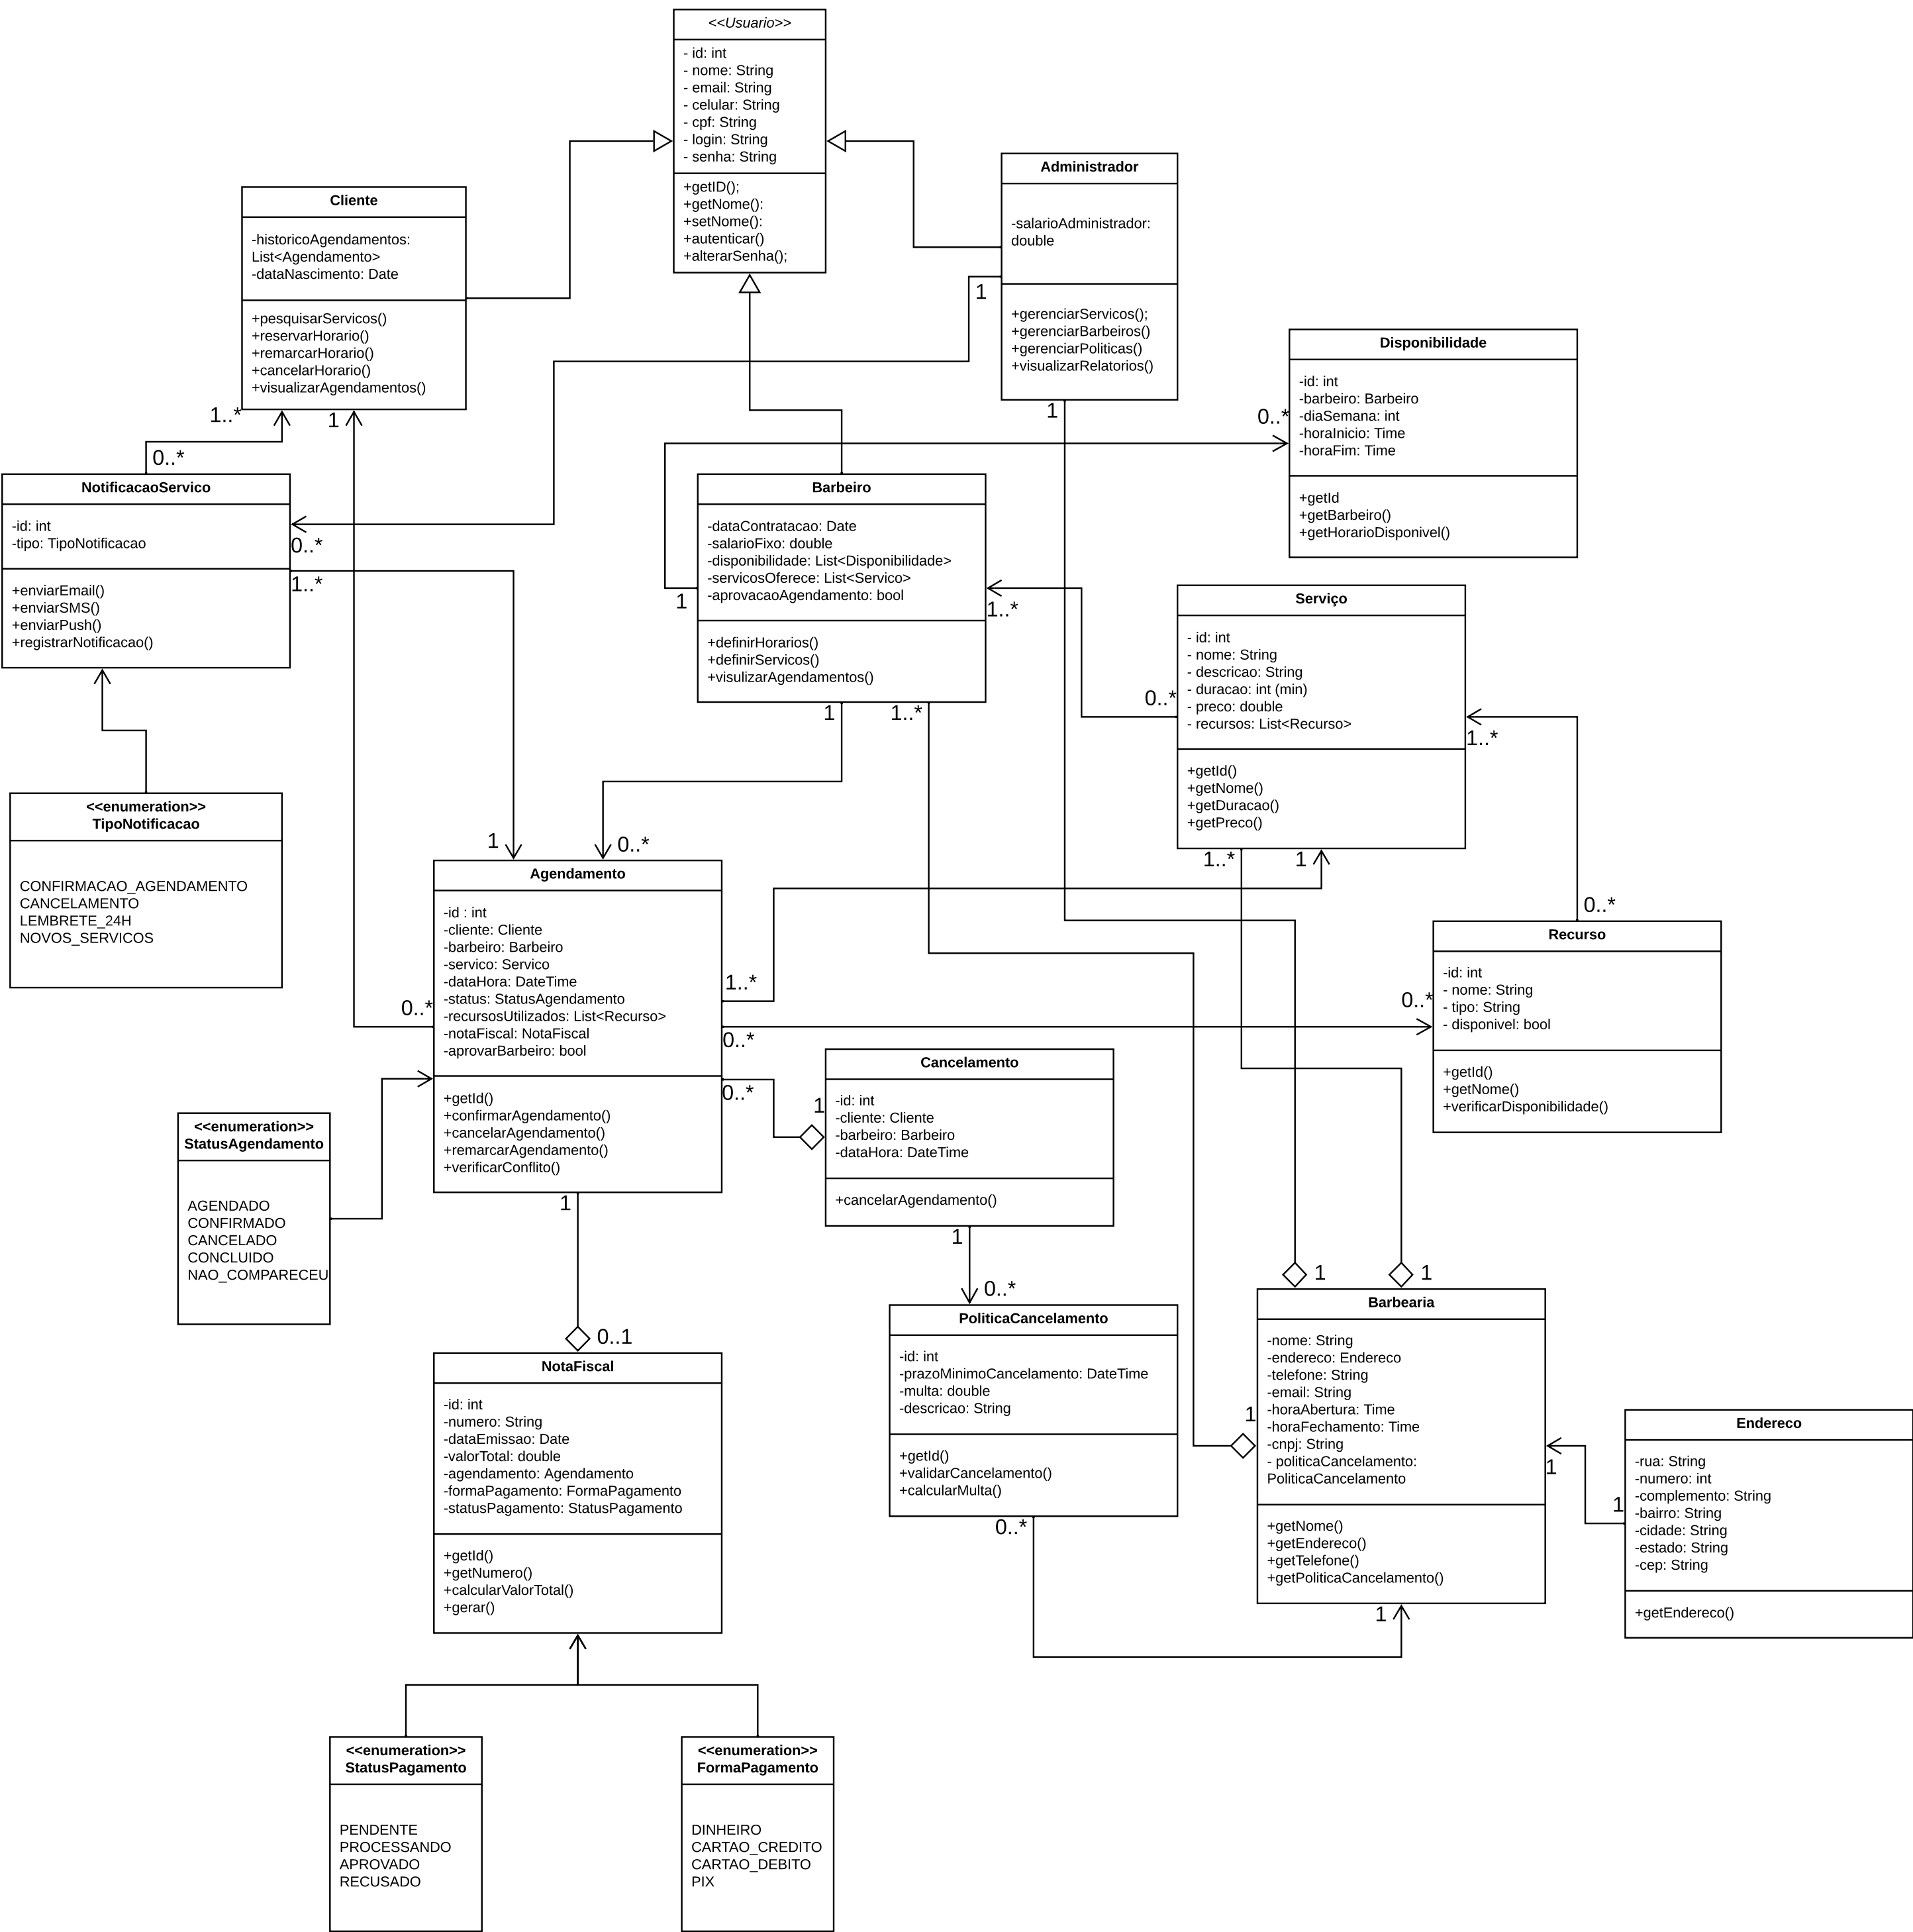 <<Usuario>>
- id: int
- nome: String
- email: String
- celular: String
- cpf: String
- login: String
- senha: String
+getID();
+getNome():
+setNome():
+autenticar()
+alterarSenha();
Administrador
-salarioAdministrador:
double
+gerenciarServicos();
+gerenciarBarbeiros()
+gerenciarPoliticas()
+visualizarRelatorios()
1
1
Cliente
-historicoAgendamentos:
List<Agendamento>
-dataNascimento: Date
+pesquisarServicos()
+reservarHorario()
+remarcarHorario()
+cancelarHorario()
+visualizarAgendamentos()
1..*
1
0..*
Disponibilidade
-id: int
-barbeiro: Barbeiro
-diaSemana: int
-horaInicio: Time
-horaFim: Time
+getId
+getBarbeiro()
+getHorarioDisponivel()
0..*
NotificacaoServico
-id: int
-tipo: TipoNotificacao
+enviarEmail()
+enviarSMS()
+enviarPush()
+registrarNotificacao()
0..*
1..*
Barbeiro
-dataContratacao: Date
-salarioFixo: double
-disponibilidade: List<Disponibilidade>
-servicosOferece: List<Servico>
-aprovacaoAgendamento: bool
+definirHorarios()
+definirServicos()
+visulizarAgendamentos()
1
1..*
1
1..*
Serviço
- id: int
- nome: String
- descricao: String
- duracao: int (min)
- preco: double
- recursos: List<Recurso>
+getId()
+getNome()
+getDuracao()
+getPreco()
0..*
1..*
1..*
1
<<enumeration>>
TipoNotificacao
CONFIRMACAO_AGENDAMENTO
CANCELAMENTO
LEMBRETE_24H
NOVOS_SERVICOS
1
0..*
Agendamento
-id : int
-cliente: Cliente
-barbeiro: Barbeiro
-servico: Servico
-dataHora: DateTime
-status: StatusAgendamento
-recursosUtilizados: List<Recurso>
-notaFiscal: NotaFiscal
-aprovarBarbeiro: bool
+getId()
+confirmarAgendamento()
+cancelarAgendamento()
+remarcarAgendamento()
+verificarConflito()
0..*
1..*
0..*
0..*
1
0..*
Recurso
-id: int
- nome: String
- tipo: String
- disponivel: bool
+getId()
+getNome()
+verificarDisponibilidade()
0..*
Cancelamento
-id: int
-cliente: Cliente
-barbeiro: Barbeiro
-dataHora: DateTime
+cancelarAgendamento()
1
1
<<enumeration>>
StatusAgendamento
AGENDADO
CONFIRMADO
CANCELADO
CONCLUIDO
NAO_COMPARECEU
0..*
PoliticaCancelamento
-id: int
-prazoMinimoCancelamento: DateTime
-multa: double
-descricao: String
+getId()
+validarCancelamento()
+calcularMulta()
0..*
1
1
Barbearia
-nome: String
-endereco: Endereco
-telefone: String
-email: String
-horaAbertura: Time
-horaFechamento: Time
-cnpj: String
- politicaCancelamento:
PoliticaCancelamento
+getNome()
+getEndereco()
+getTelefone()
+getPoliticaCancelamento()
1
1
1
Endereco
-rua: String
-numero: int
-complemento: String
-bairro: String
-cidade: String
-estado: String
-cep: String
+getEndereco()
1
0..1
NotaFiscal
-id: int
-numero: String
-dataEmissao: Date
-valorTotal: double
-agendamento: Agendamento
-formaPagamento: FormaPagamento
-statusPagamento: StatusPagamento
+getId()
+getNumero()
+calcularValorTotal()
+gerar()
<<enumeration>>
StatusPagamento
PENDENTE
PROCESSANDO
APROVADO
RECUSADO
<<enumeration>>
FormaPagamento
DINHEIRO
CARTAO_CREDITO
CARTAO_DEBITO
PIX